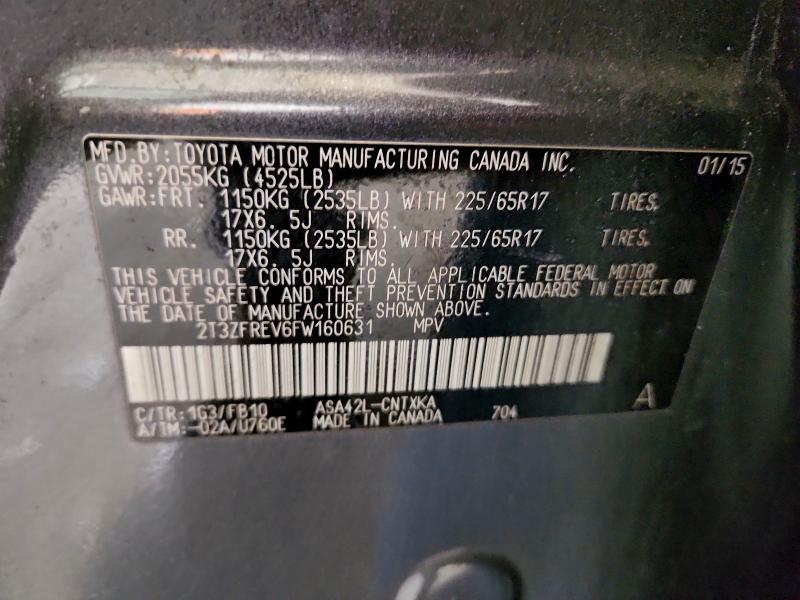 MFD.BY:TOYOTA MOTOR MANUFACTURING CANADA INC. 01/15
GVWR:2055KG (4525LB)
GAWR:FRT. 1150KG (2535LB) WITH 225/65R17 TIRES,
17X6.5J RIMS.
RR. 1150KG (2535LB) WITH 225/65R17 TIRES,
17X6.5J RIMS.
THIS VEHICLE CONFORMS TO ALL APPLICABLE FEDERAL MOTOR
VEHICLE SAFETY AND THEFT PREVENTION STANDARDS IN EFFECT ON
THE DATE OF MANUFACTURE SHOWN ABOVE.
2T3ZFREV6FW160631 MPV
C/TR:1G3/FB10 ASA42L-CNTXKA A
A/TM:-02A/U760E MADE IN CANADA Z04